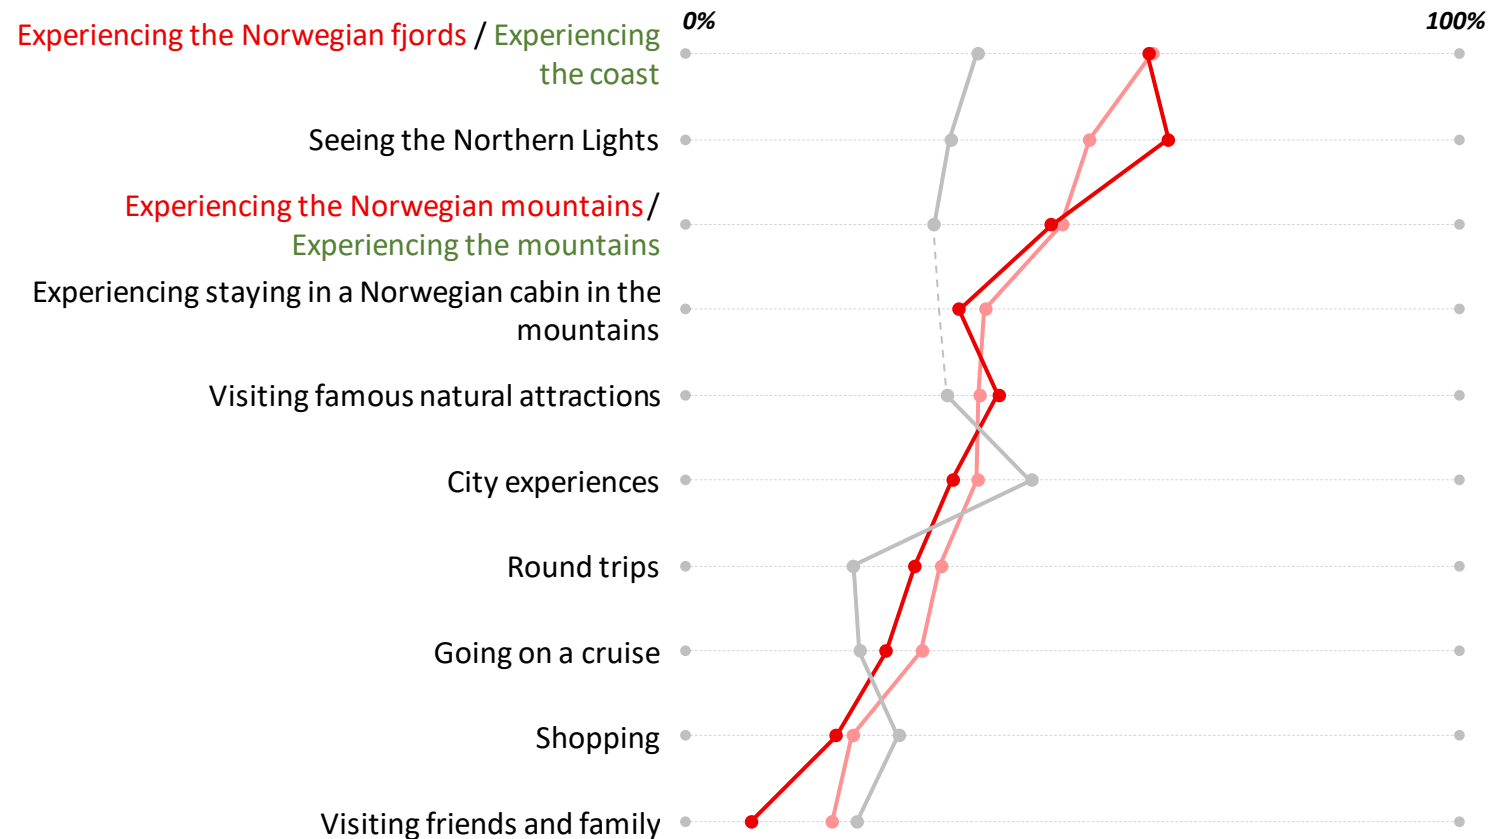 0%
100%
Experiencing the Norwegian fjords / Experiencing
the coast
Seeing the Northern Lights
Experiencing the Norwegian mountains/
Experiencing the mountains
Experiencing staying in a Norwegian cabin in the
mountains
Visiting famous natural attractions
City experiences
Round trips
Going on a cruise
Shopping
Visiting friends and family